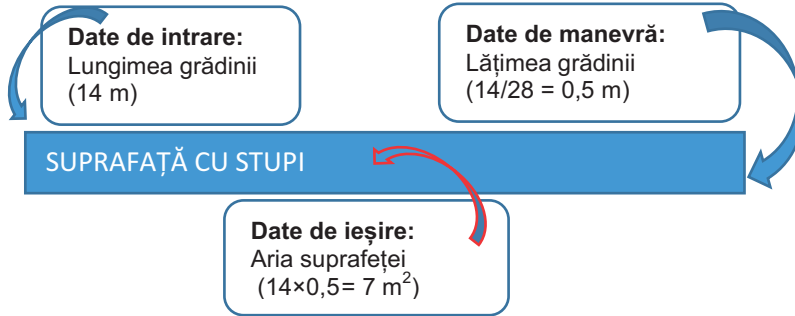 Date de intrare:
Lungimea grădinii
(14 m)
Date de manevră:
Lățimea grădinii
(14/28 = 0,5 m)
SUPRAFAȚĂ CU STUPI
Date de ieșire:
Aria suprafeței
(14×0,5= 7 m²)